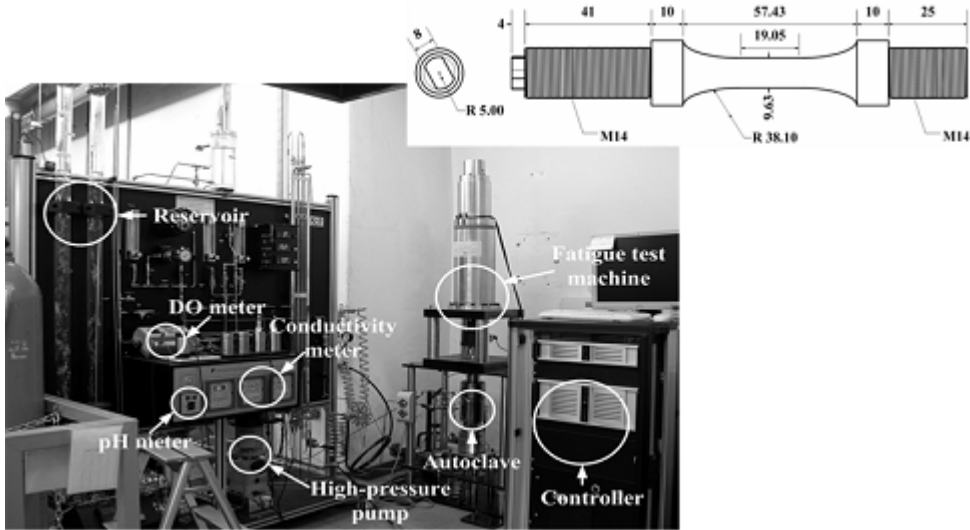 41
10
57.43
10
25
4
8
19.05
R 5.00
9.63
M14
R 38.10
M14
Reservoir
Fatigue test
machine
DO meter
Conductivity
meter
pH meter
Autoclave
High-pressure
pump
Controller